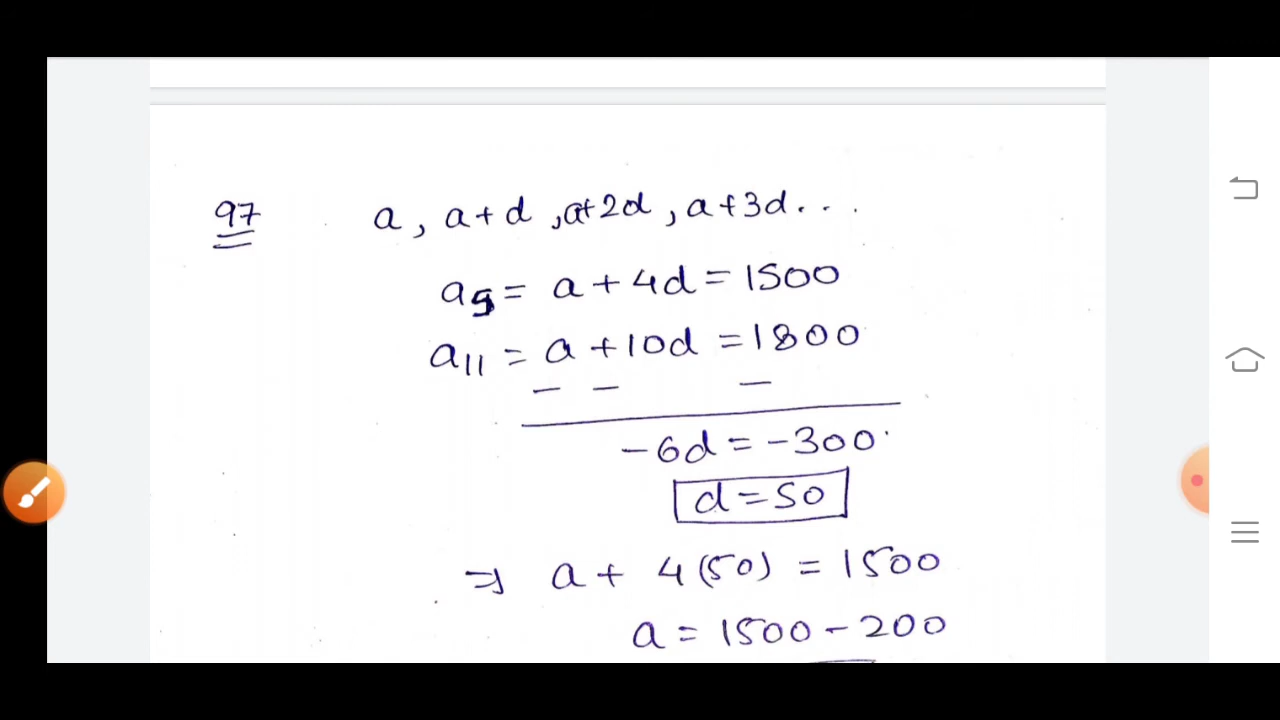 97
a, a+d, a+2d, a+3d...
a5 = a + 4d = 1500
a11 = a + 10d = 1800
– – –
-6d = -300
d = 50
⇒ a + 4(50) = 1500
a = 1500 - 200